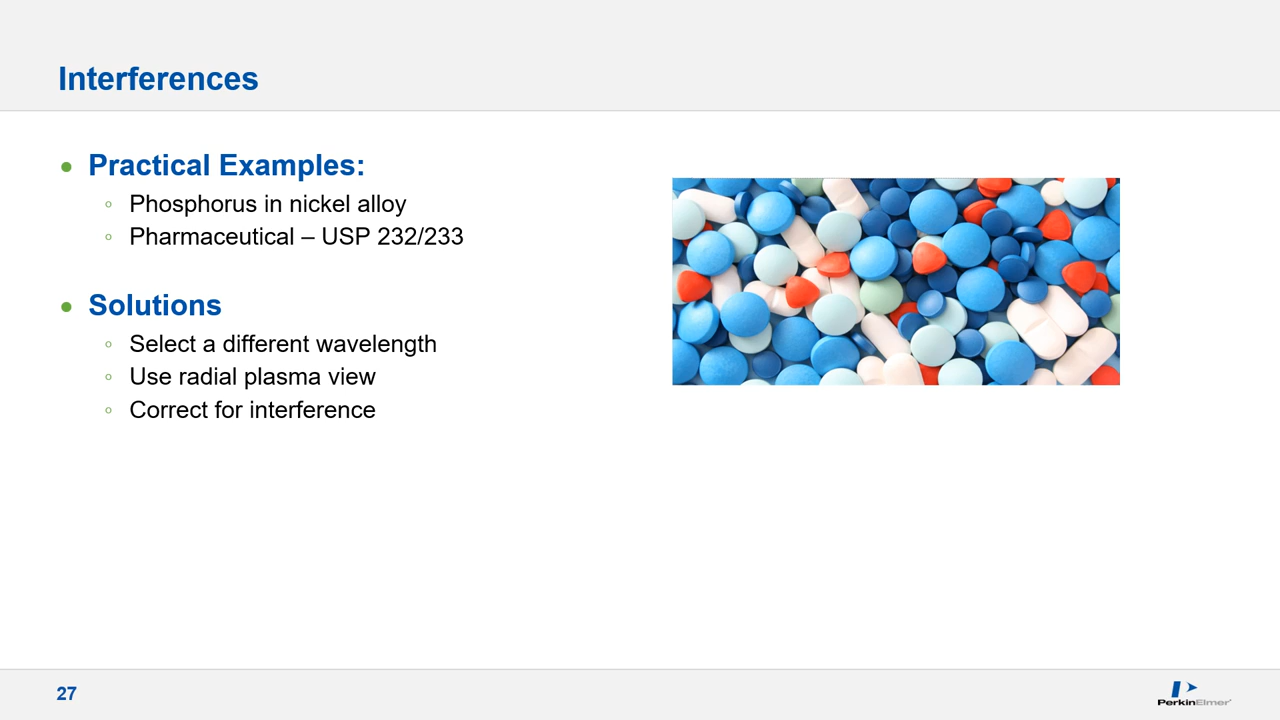 Interferences
Practical Examples:
Phosphorus in nickel alloy
Pharmaceutical – USP 232/233
Solutions
Select a different wavelength
Use radial plasma view
Correct for interference
27
PerkinElmer